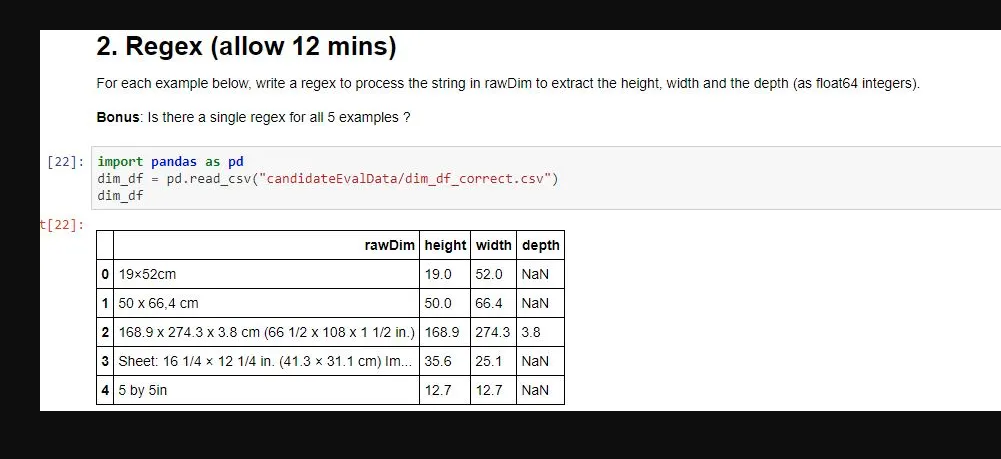 2. Regex (allow 12 mins)
For each example below, write a regex to process the string in rawDim to extract the height, width and the depth (as float64 integers).
Bonus: Is there a single regex for all 5 examples ?
[22]: import pandas as pd
dim_df = pd.read_csv("candidateEvalData/dim_df_correct.csv")
dim_df
t[22]:
rawDim height width depth
0 19×52cm 19.0 52.0 NaN
1 50 x 66,4 cm 50.0 66.4 NaN
2 168.9 x 274.3 x 3.8 cm (66 1/2 x 108 x 1 1/2 in.) 168.9 274.3 3.8
3 Sheet: 16 1/4 × 12 1/4 in. (41.3 × 31.1 cm) Im... 35.6 25.1 NaN
4 5 by 5in 12.7 12.7 NaN